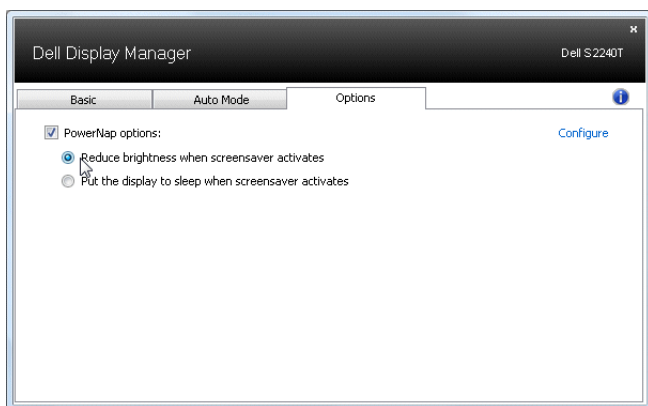 Dell Display Manager
Dell S2240T
Basic
Auto Mode
Options
PowerNap options:
Configure
Reduce brightness when screensaver activates
Put the display to sleep when screensaver activates